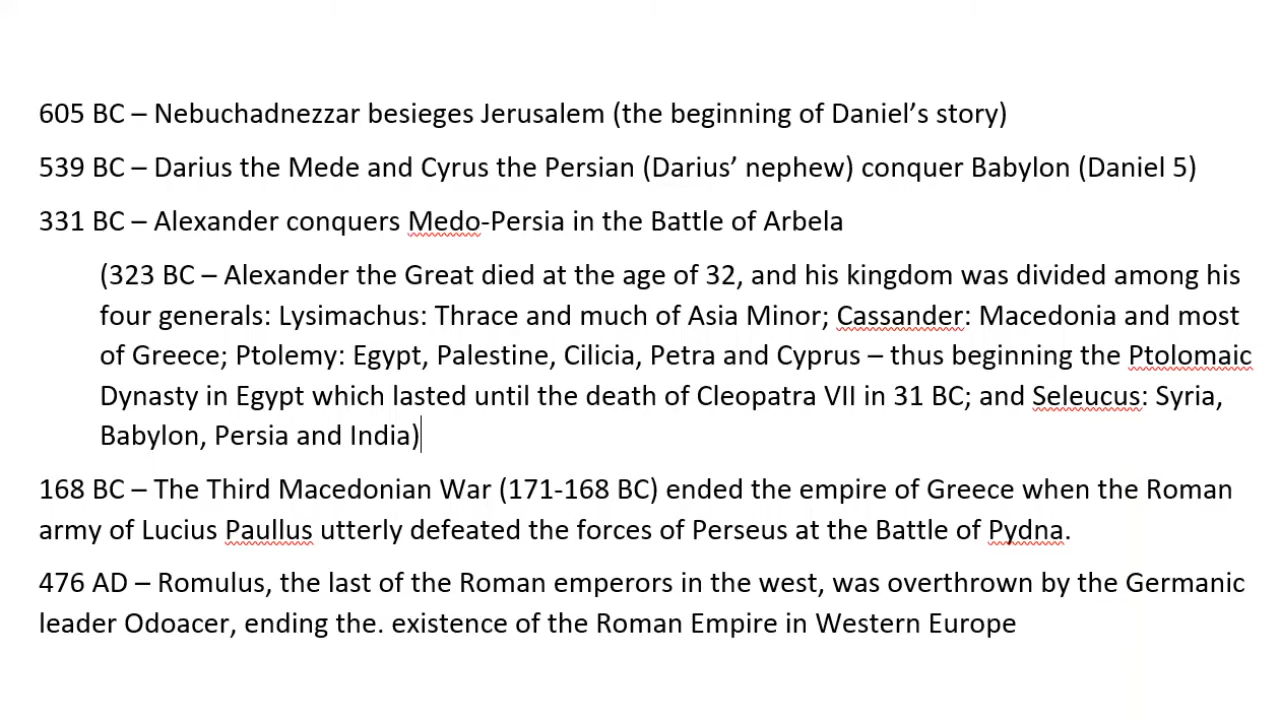 605 BC – Nebuchadnezzar besieges Jerusalem (the beginning of Daniel’s story)
539 BC – Darius the Mede and Cyrus the Persian (Darius’ nephew) conquer Babylon (Daniel 5)
331 BC – Alexander conquers Medo-Persia in the Battle of Arbela
(323 BC – Alexander the Great died at the age of 32, and his kingdom was divided among his
four generals: Lysimachus: Thrace and much of Asia Minor; Cassander: Macedonia and most
of Greece; Ptolemy: Egypt, Palestine, Cilicia, Petra and Cyprus – thus beginning the Ptolomaic
Dynasty in Egypt which lasted until the death of Cleopatra VII in 31 BC; and Seleucus: Syria,
Babylon, Persia and India)
168 BC – The Third Macedonian War (171-168 BC) ended the empire of Greece when the Roman
army of Lucius Paullus utterly defeated the forces of Perseus at the Battle of Pydna.
476 AD – Romulus, the last of the Roman emperors in the west, was overthrown by the Germanic
leader Odoacer, ending the. existence of the Roman Empire in Western Europe